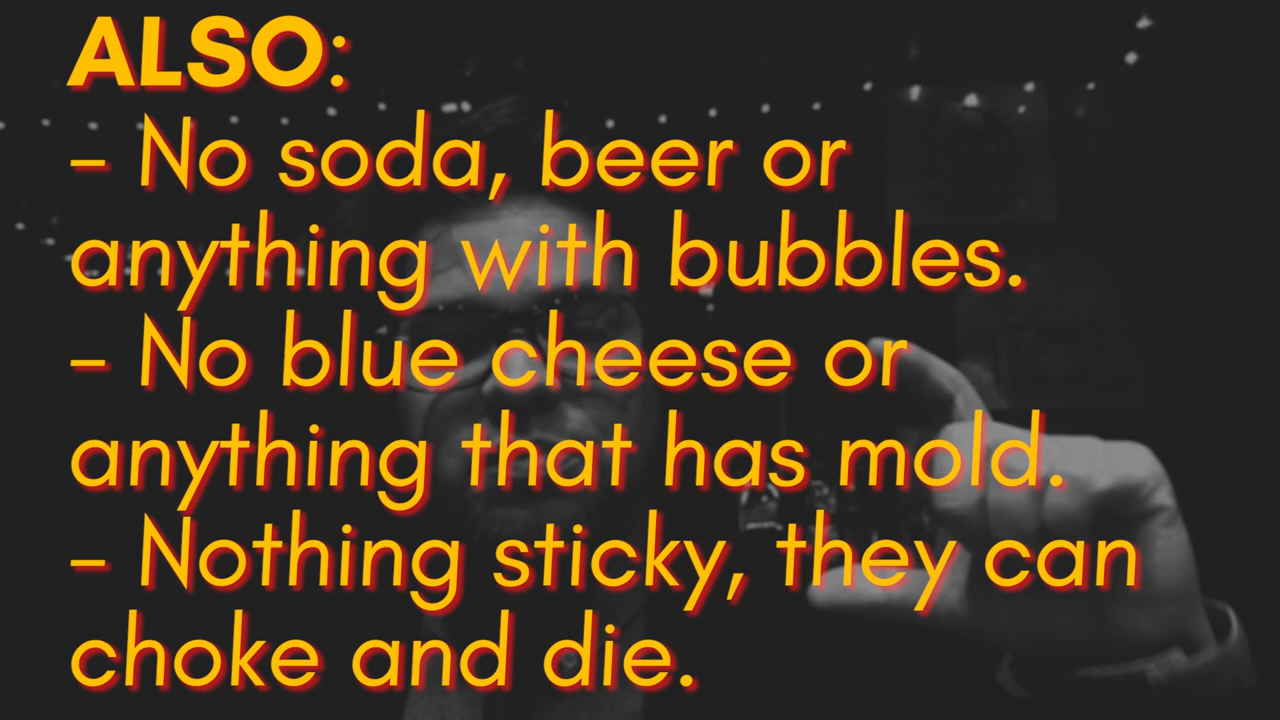 ALSO:
– No soda, beer or
anything with bubbles.
– No blue cheese or
anything that has mold.
– Nothing sticky, they can
choke and die.